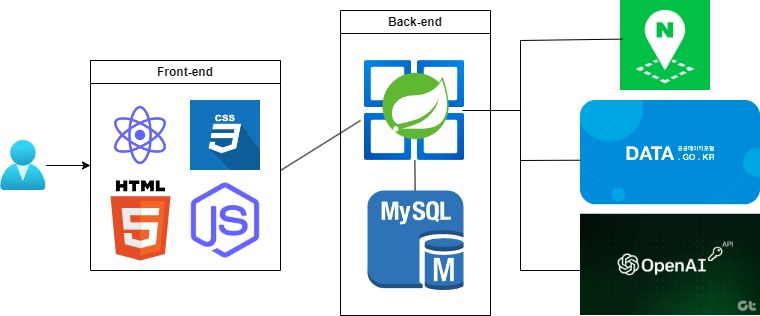 Front-end
CSS
3
HTML
5
JS
Back-end
MySQL
M
N
DATA 공공데이터포털
.GO.KR
OpenAI API
Gt